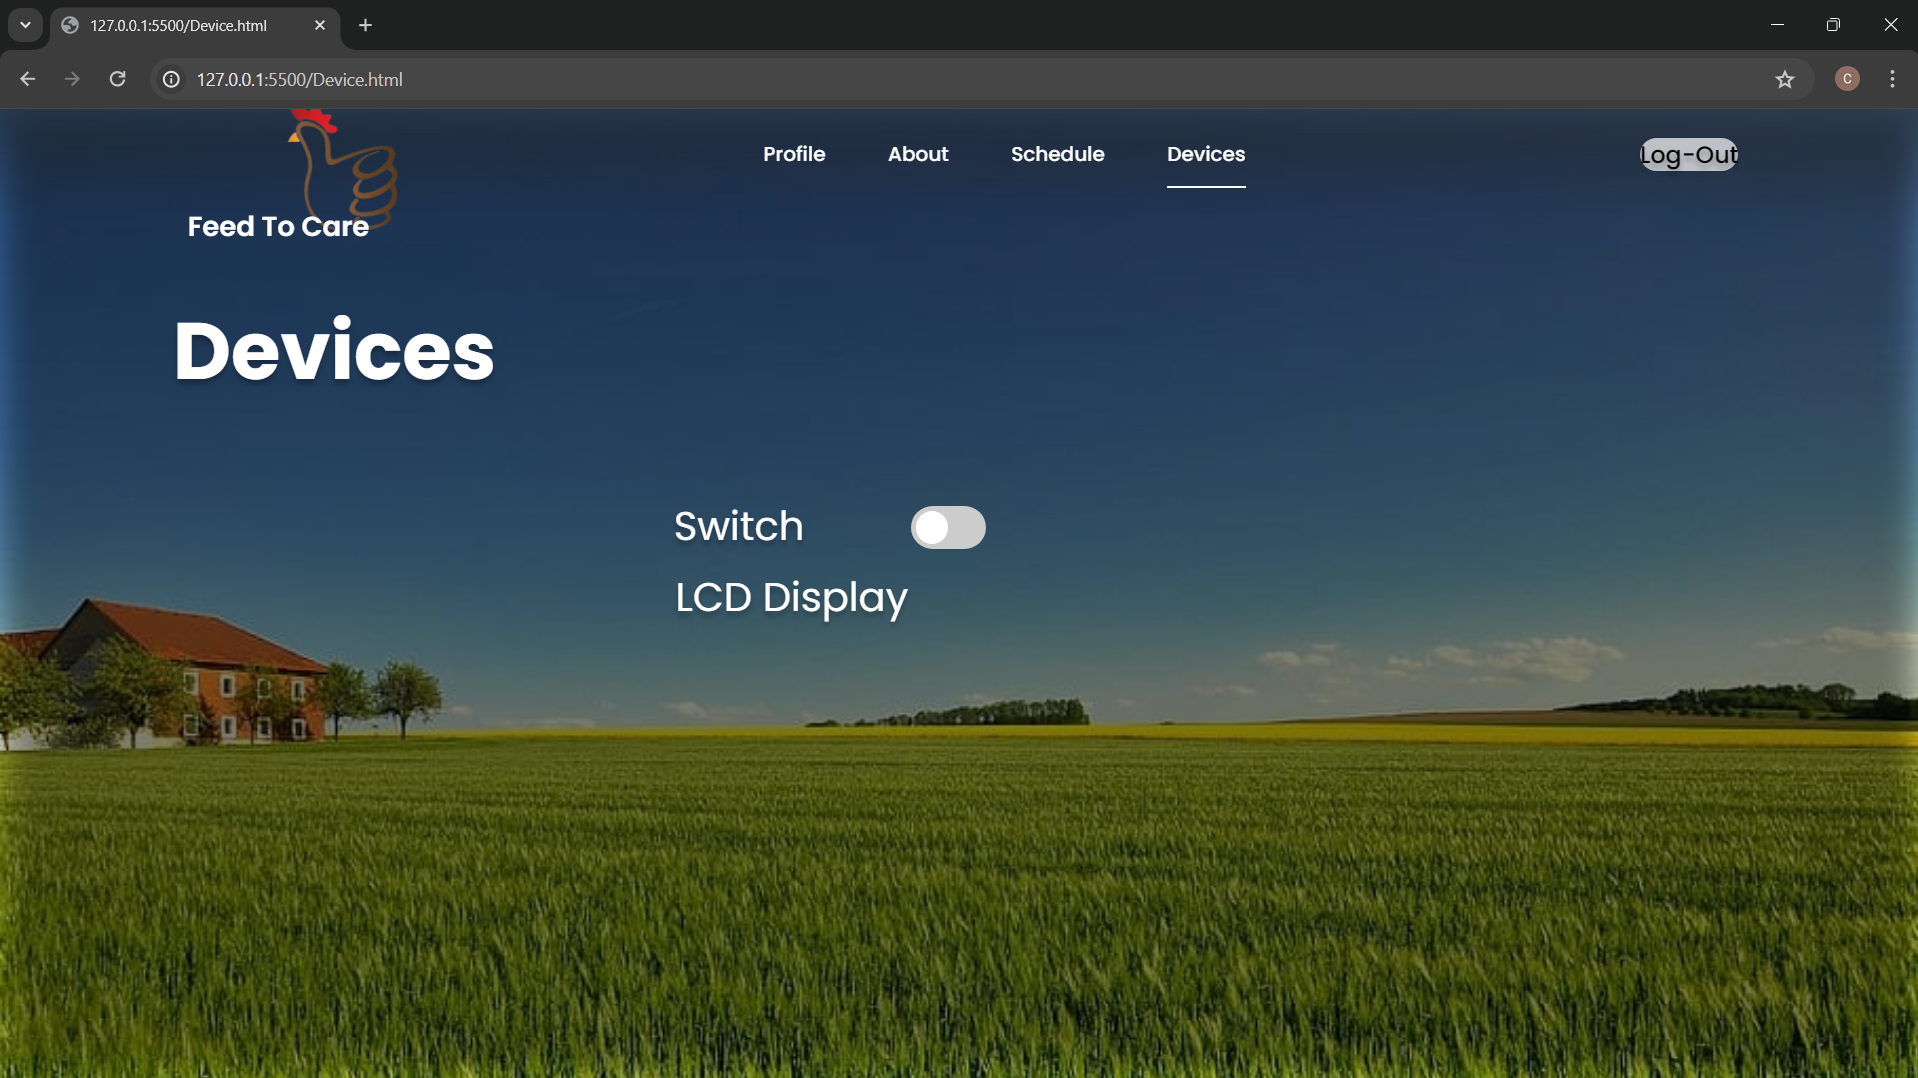 127.0.0.1:5500/Device.html
127.0.0.1:5500/Device.html
C
Profile About Schedule Devices Log-Out
Feed To Care
Devices
Switch
LCD Display